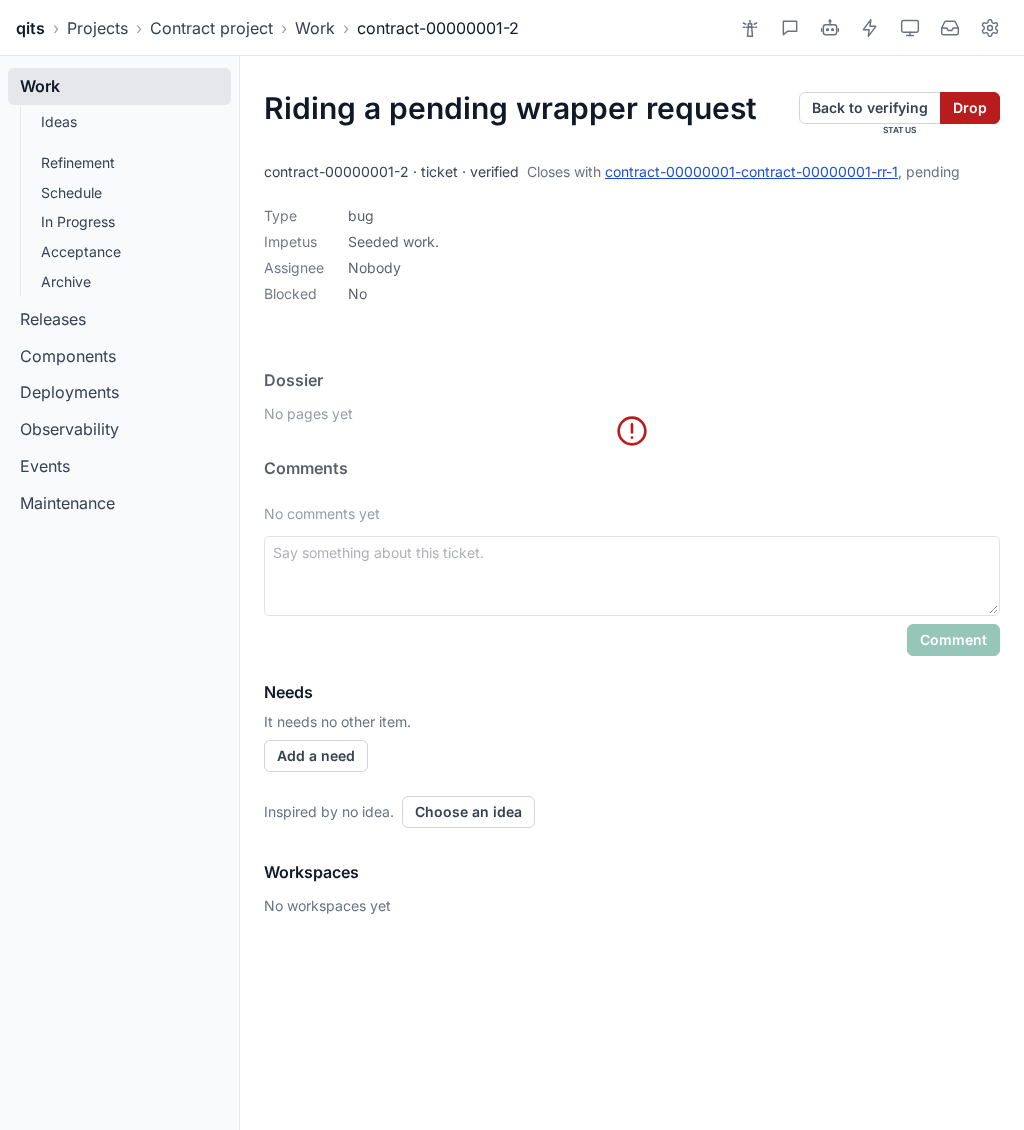 qits › Projects › Contract project › Work › contract-00000001-2
Work
Ideas
Refinement
Schedule
In Progress
Acceptance
Archive
Releases
Components
Deployments
Observability
Events
Maintenance
Riding a pending wrapper request
Back to verifying
Drop
STATUS
contract-00000001-2 · ticket · verified Closes with contract-00000001-contract-00000001-rr-1, pending
Type bug
Impetus Seeded work.
Assignee Nobody
Blocked No
Dossier
No pages yet
Comments
No comments yet
Say something about this ticket.
Comment
Needs
It needs no other item.
Add a need
Inspired by no idea. Choose an idea
Workspaces
No workspaces yet